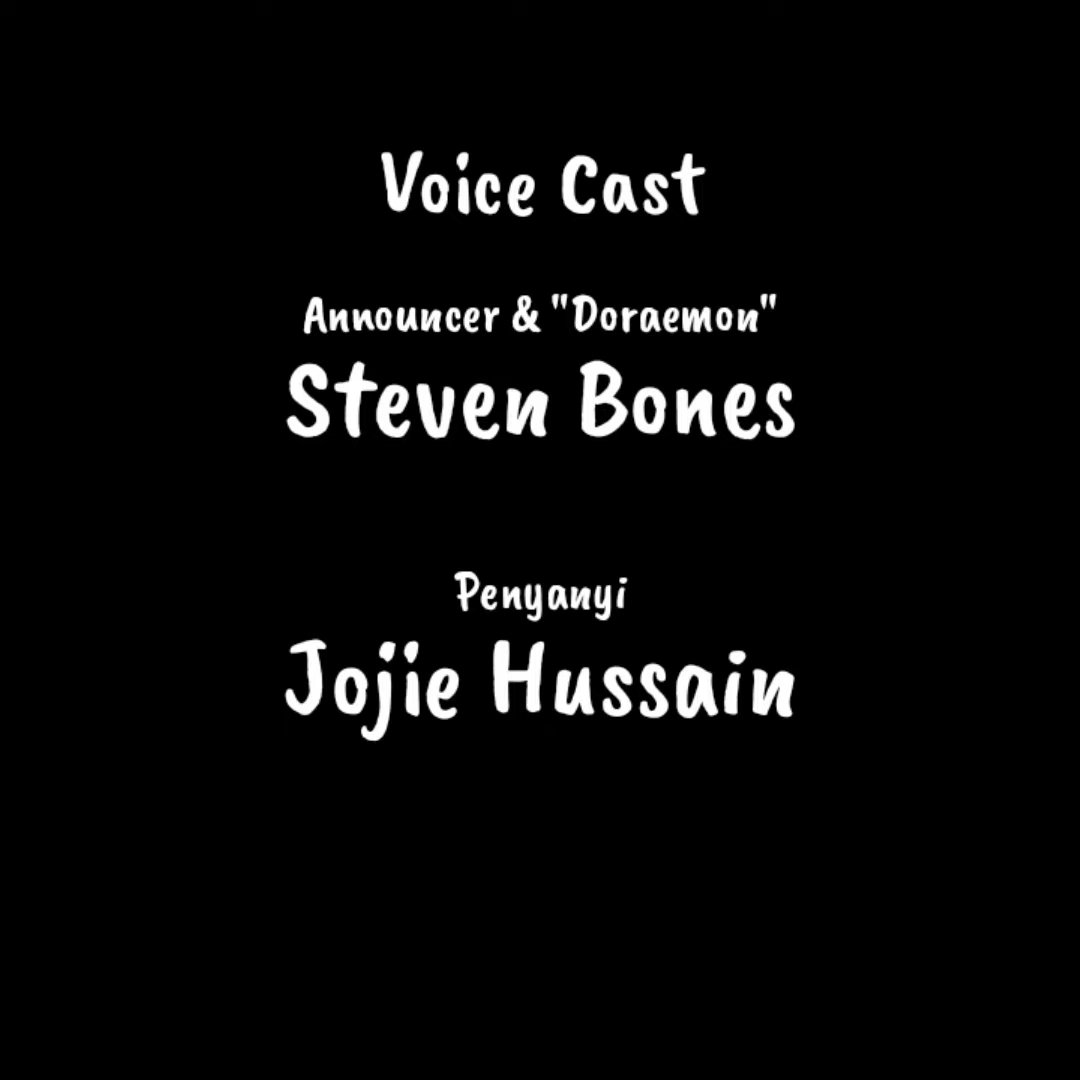 Voice Cast
Announcer & "Doraemon"
Steven Bones
Penyanyi
Jojie Hussain